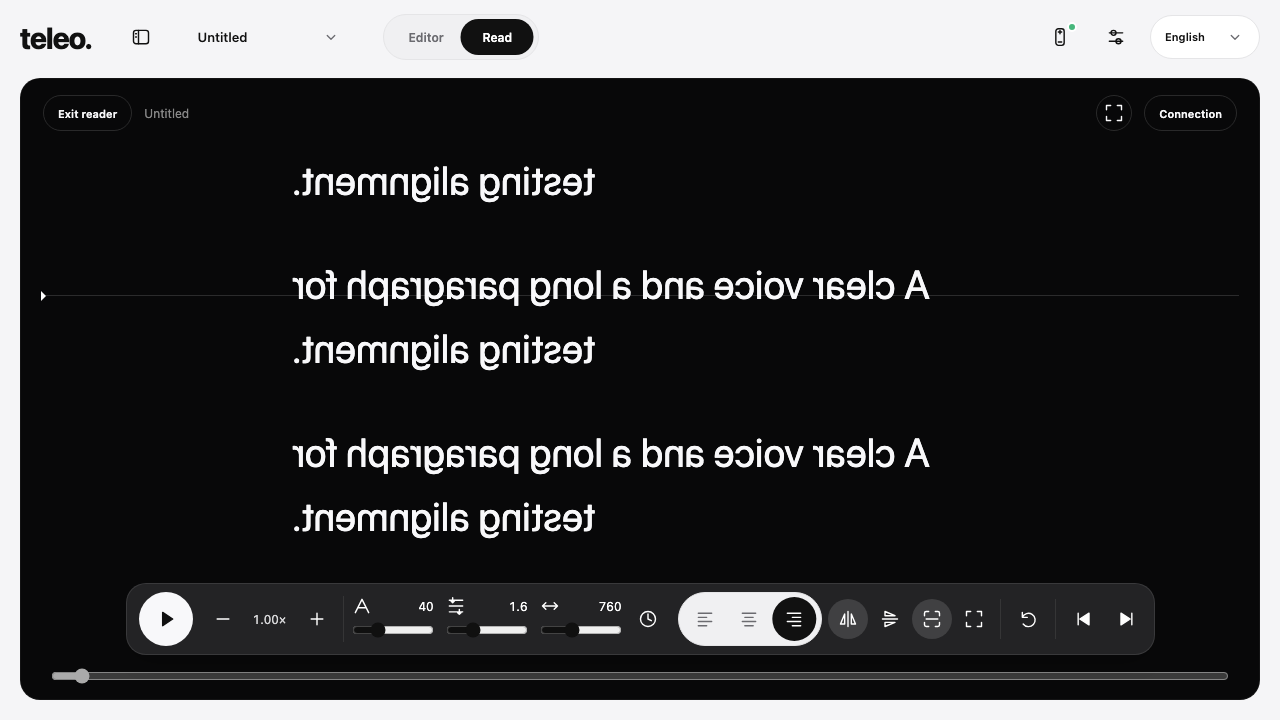 teleo.
Untitled
Editor
Read
English
Exit reader
Untitled
Connection
testing alignment.
A clear voice and a long paragraph for
testing alignment.
A clear voice and a long paragraph for
testing alignment.
1.00×
40
1.6
760